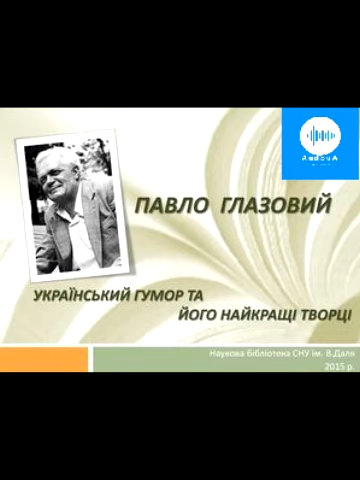 ПАВЛО ГЛАЗОВИЙ
УКРАЇНСЬКИЙ ГУМОР ТА
ЙОГО НАЙКРАЩІ ТВОРЦІ
Наукова бібліотека СНУ ім. В.Даля
2015 р.